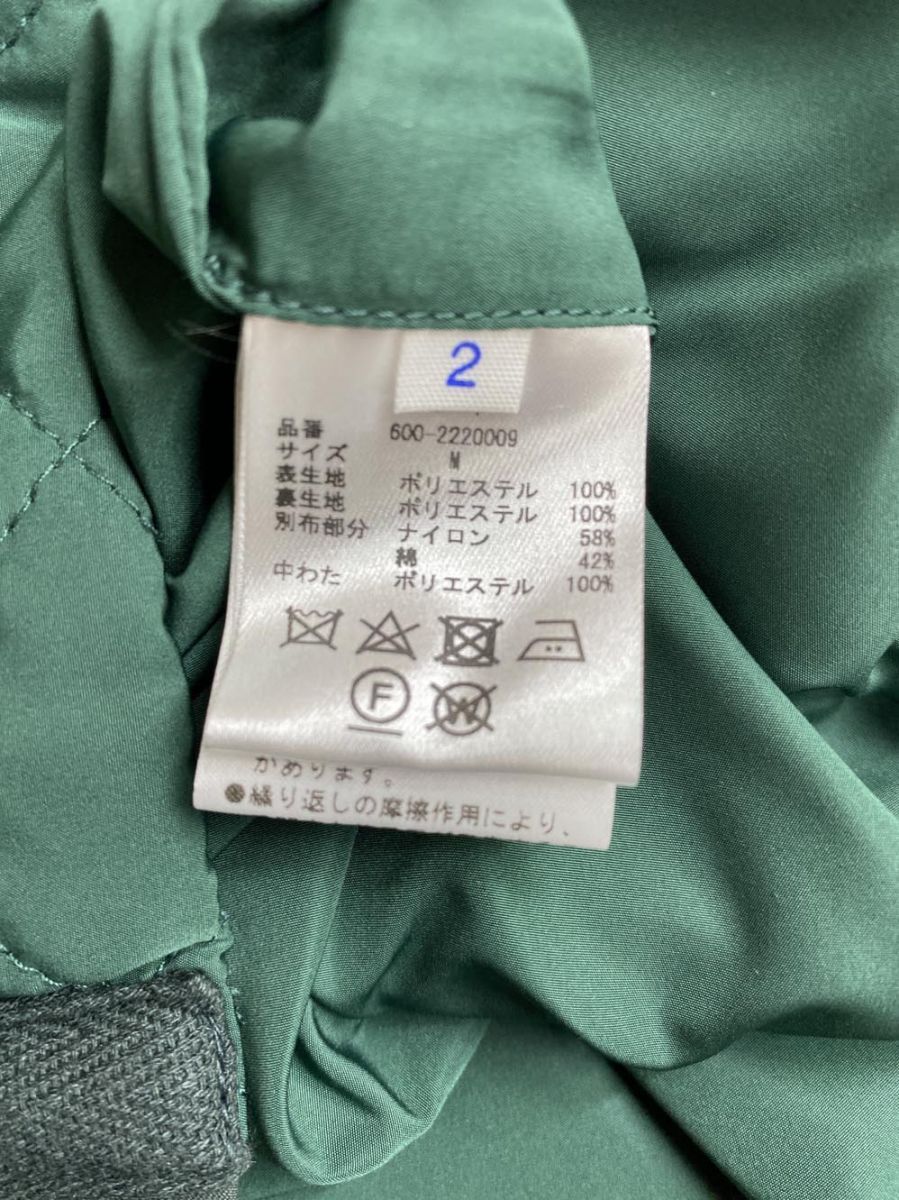 2
品番 600-2220009
サイズ M
表生地 ポリエステル 100%
裏生地 ポリエステル 100%
別布部分 ナイロン 58%
綿 42%
中わた ポリエステル 100%
F
W
があります。
●繰り返しの摩擦作用により、